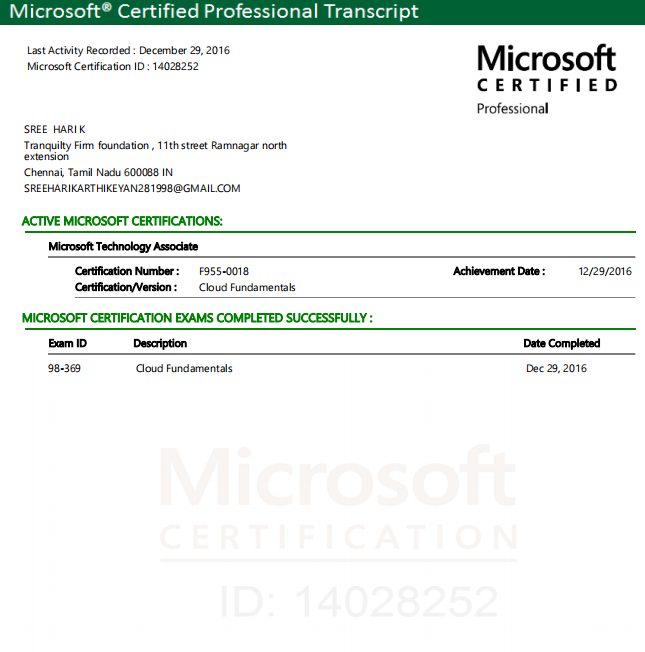 Microsoft® Certified Professional Transcript
Last Activity Recorded : December 29, 2016
Microsoft Certification ID : 14028252
Microsoft
CERTIFIED
Professional
SREE HARI K
Tranquilty Firm foundation , 11th street Ramnagar north
extension
Chennai, Tamil Nadu 600088 IN
SREEHARIKARTHIKEYAN281998@GMAIL.COM
ACTIVE MICROSOFT CERTIFICATIONS:
Microsoft Technology Associate
Certification Number : F955-0018 Achievement Date : 12/29/2016
Certification/Version : Cloud Fundamentals
MICROSOFT CERTIFICATION EXAMS COMPLETED SUCCESSFULLY :
Exam ID Description Date Completed
98-369 Cloud Fundamentals Dec 29, 2016
Microsoft
CERTIFICATION
ID: 14028252